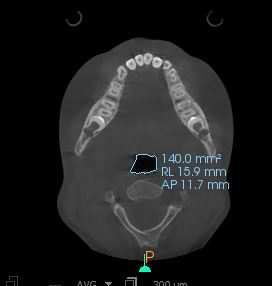 140.0 mm²
RL 15.9 mm
AP 11.7 mm
P
AVG
300 µm